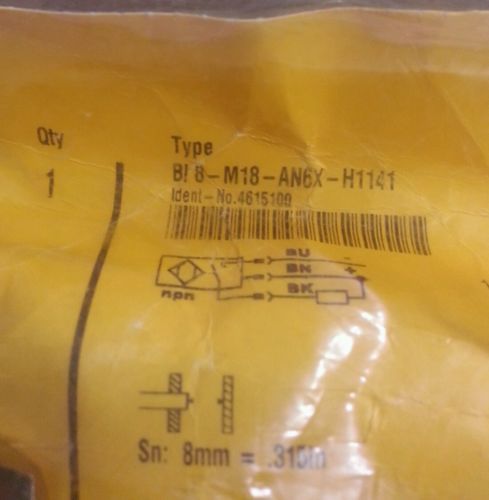 Qty
Type
1
BI 8-M18-AN6X-H1141
Ident-No.4615100
BU
BN
BK
npn
Sn: 8mm = .315in